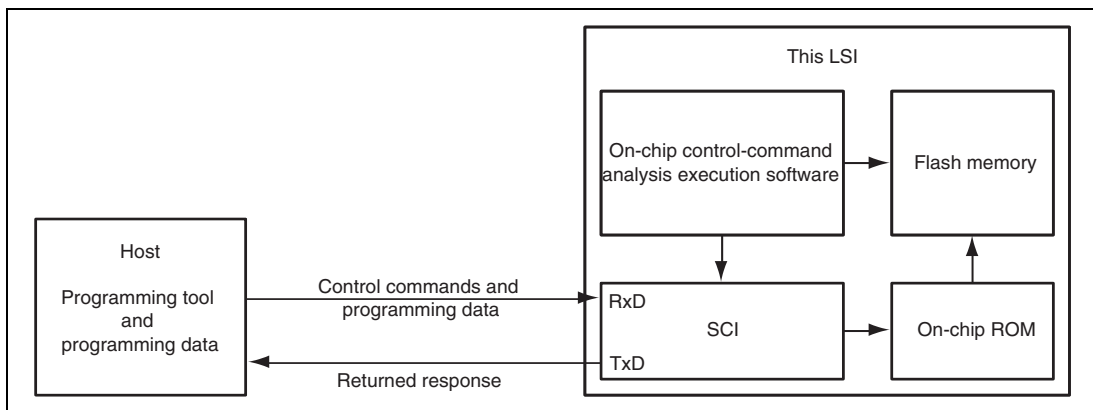 This LSI
On-chip control-command
analysis execution software
Flash memory
Host
Programming tool
and
programming data
Control commands and
programming data
RxD
SCI
TxD
On-chip ROM
Returned response